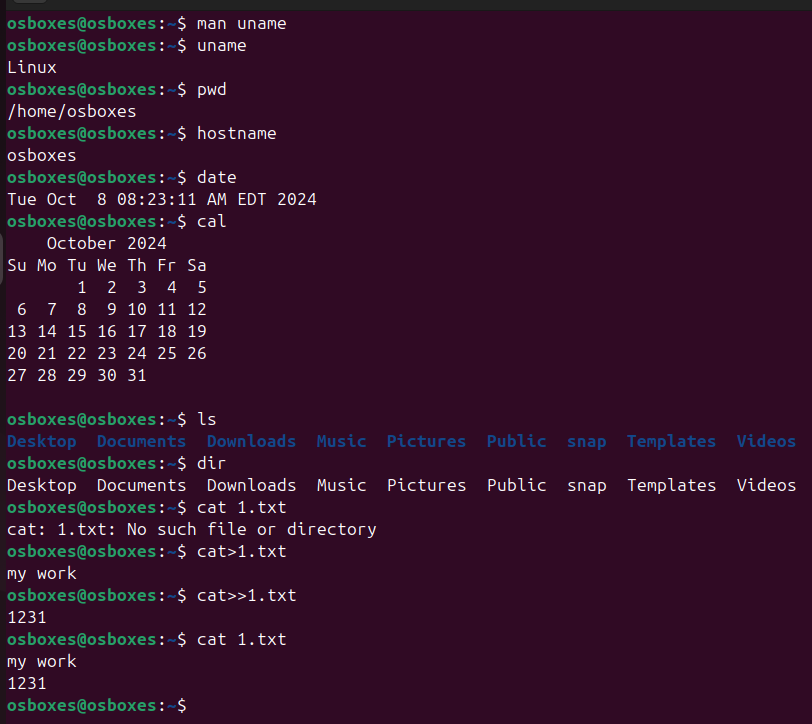 osboxes@osboxes:~$ man uname
osboxes@osboxes:~$ uname
Linux
osboxes@osboxes:~$ pwd
/home/osboxes
osboxes@osboxes:~$ hostname
osboxes
osboxes@osboxes:~$ date
Tue Oct  8 08:23:11 AM EDT 2024
osboxes@osboxes:~$ cal
    October 2024
Su Mo Tu We Th Fr Sa
       1  2  3  4  5
 6  7  8  9 10 11 12
13 14 15 16 17 18 19
20 21 22 23 24 25 26
27 28 29 30 31
osboxes@osboxes:~$ ls
Desktop  Documents  Downloads  Music  Pictures  Public  snap  Templates  Videos
osboxes@osboxes:~$ dir
Desktop  Documents  Downloads  Music  Pictures  Public  snap  Templates  Videos
osboxes@osboxes:~$ cat 1.txt
cat: 1.txt: No such file or directory
osboxes@osboxes:~$ cat>1.txt
my work
osboxes@osboxes:~$ cat>>1.txt
1231
osboxes@osboxes:~$ cat 1.txt
my work
1231
osboxes@osboxes:~$